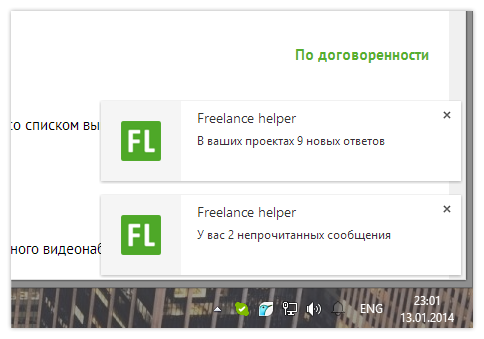 По договоренности
со списком вы
FL
Freelance helper
В ваших проектах 9 новых ответов
FL
Freelance helper
У вас 2 непрочитанных сообщения
ного видеонаб
ENG
23:01
13.01.2014